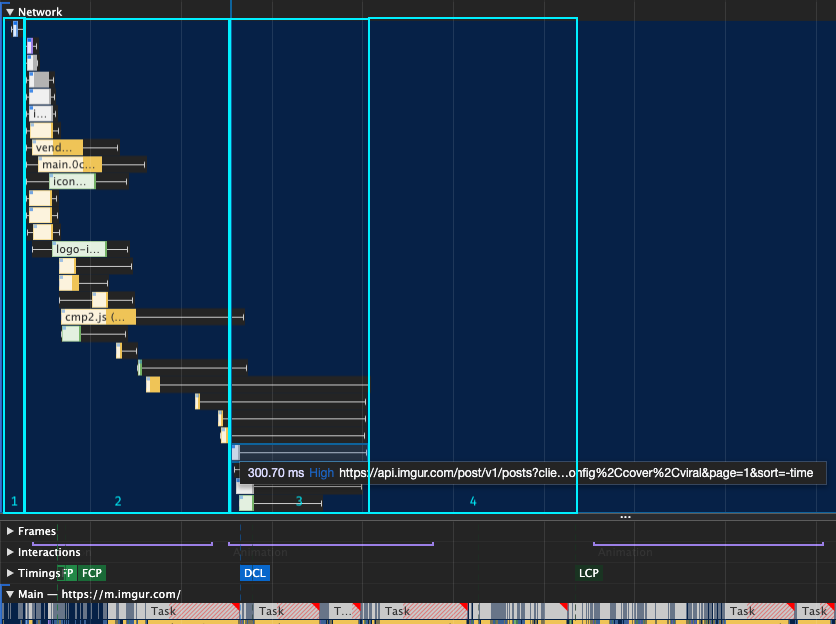 Network
i...
vend...
main.0c...
icon...
logo-i...
cmp2.js (...
300.70 ms High https://api.imgur.com/post/v1/posts?clie...onfig%2Ccover%2Cviral&page=1&sort=-time
1 2 3 4
...
Frames
Interactions Animation Animation
Timings FP FCP DCL LCP
Main — https://m.imgur.com/
Task Task T... Task Task Task